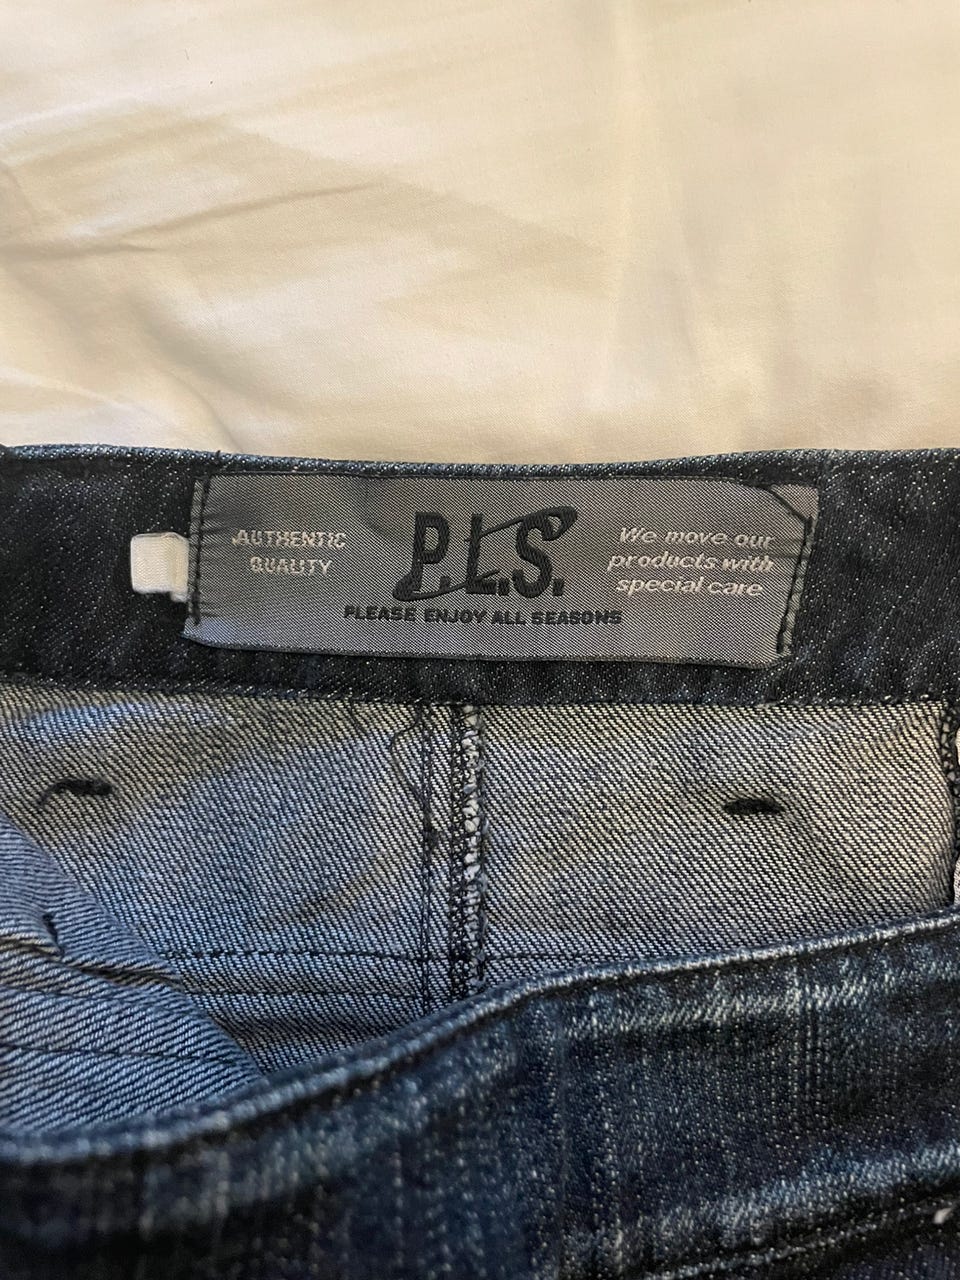 AUTHENTIC
QUALITY
P.L.S.
PLEASE ENJOY ALL SEASONS
We move our
products with
special care